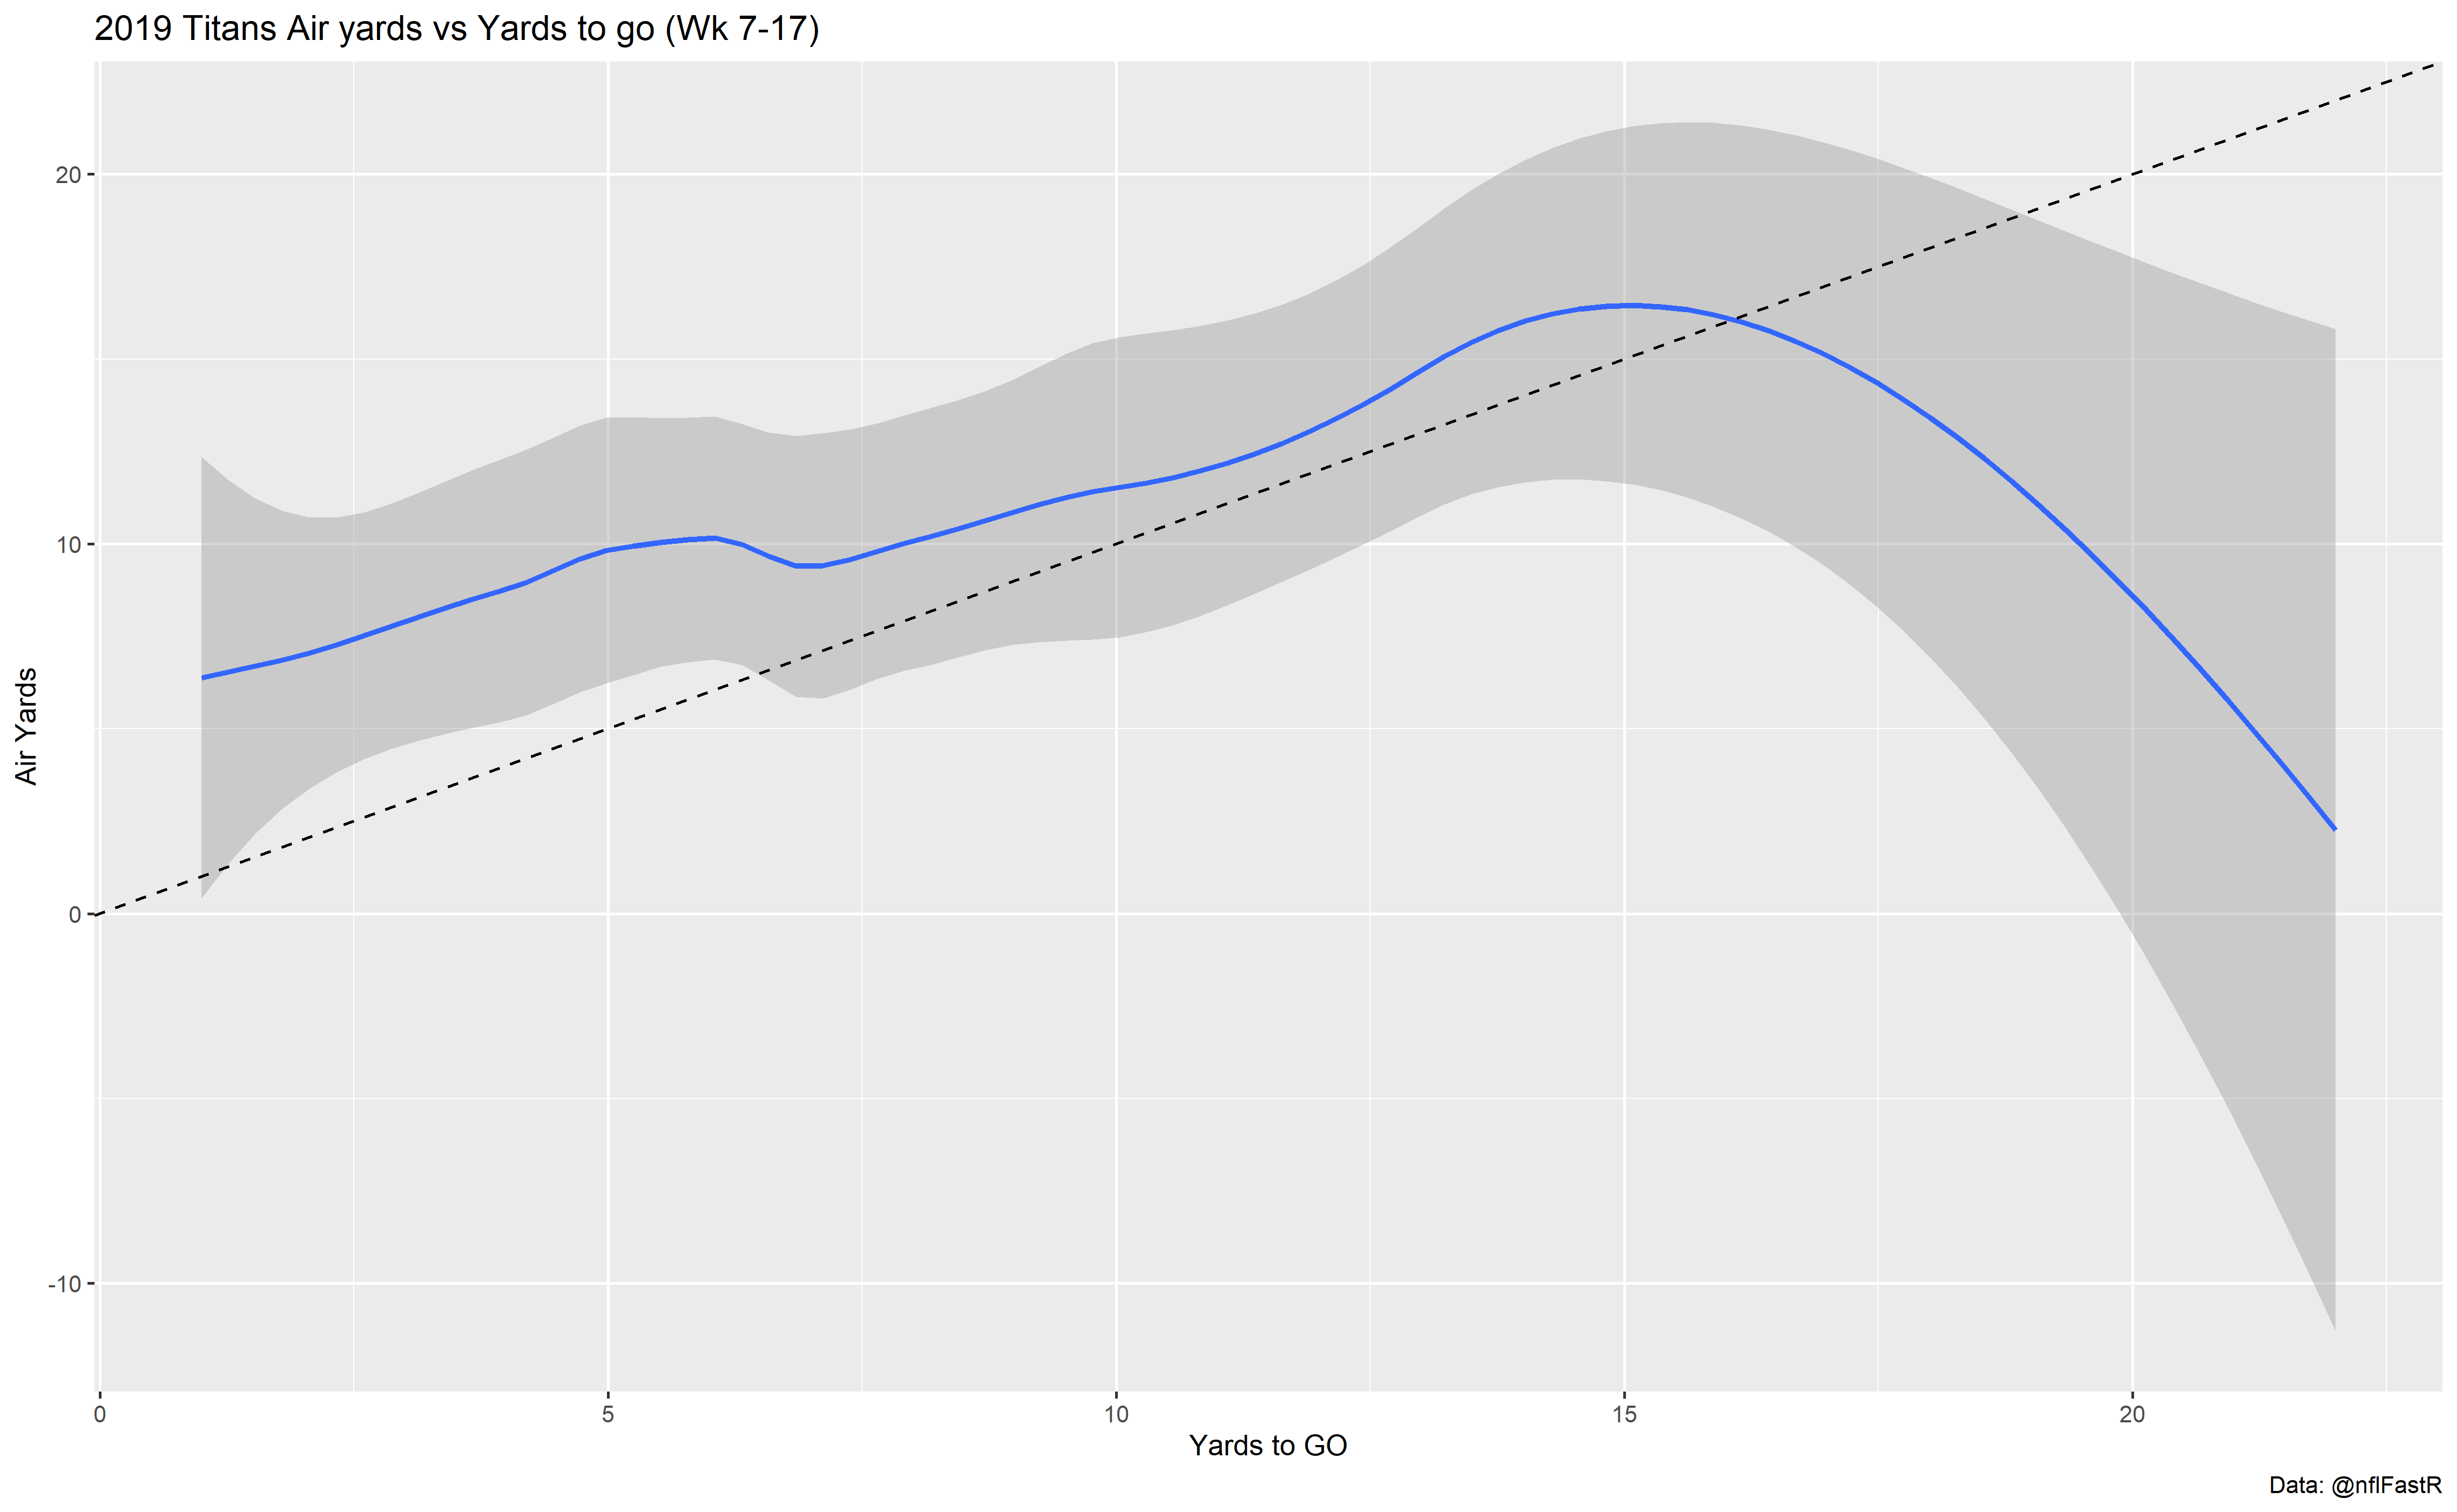 2019 Titans Air yards vs Yards to go (Wk 7-17)
20
10
0
-10
Air Yards
0 5 10 15 20
Yards to GO
Data: @nflFastR